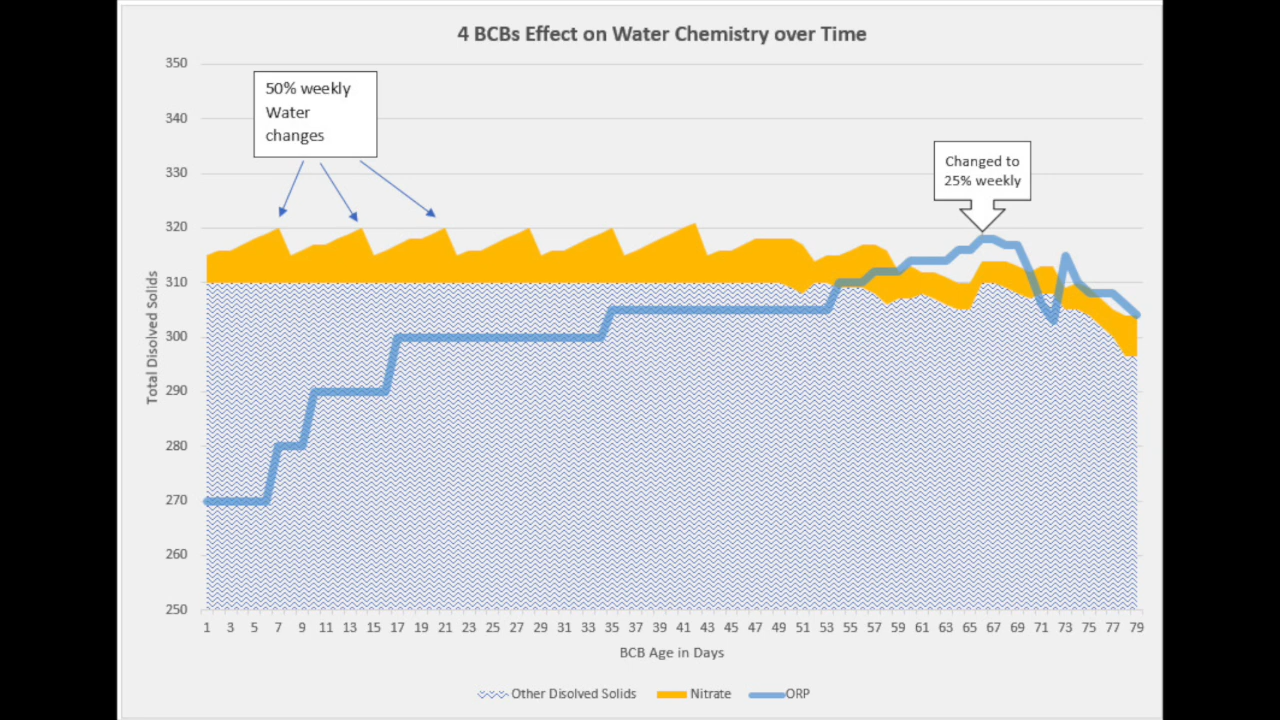 4 BCBs Effect on Water Chemistry over Time
350
340
330
320
310
300
290
280
270
260
250
Total Disolved Solids
50% weekly
Water
changes
Changed to
25% weekly
1 3 5 7 9 11 13 15 17 19 21 23 25 27 29 31 33 35 37 39 41 43 45 47 49 51 53 55 57 59 61 63 65 67 69 71 73 75 77 79
BCB Age in Days
Other Disolved Solids Nitrate ORP